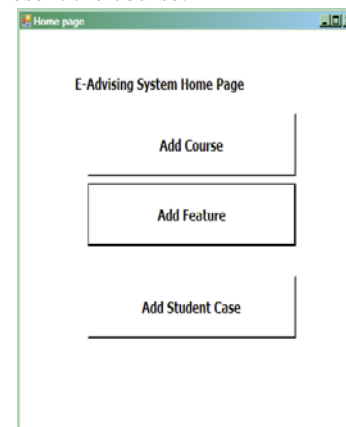 Home page
E-Advising System Home Page
Add Course
Add Feature
Add Student Case